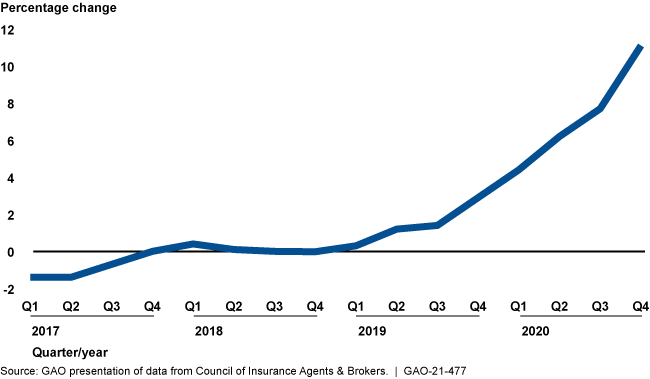 Percentage change
12
10
8
6
4
2
0
-2
Q1 Q2 Q3 Q4 Q1 Q2 Q3 Q4 Q1 Q2 Q3 Q4 Q1 Q2 Q3 Q4
2017 2018 2019 2020
Quarter/year
Source: GAO presentation of data from Council of Insurance Agents & Brokers. | GAO-21-477